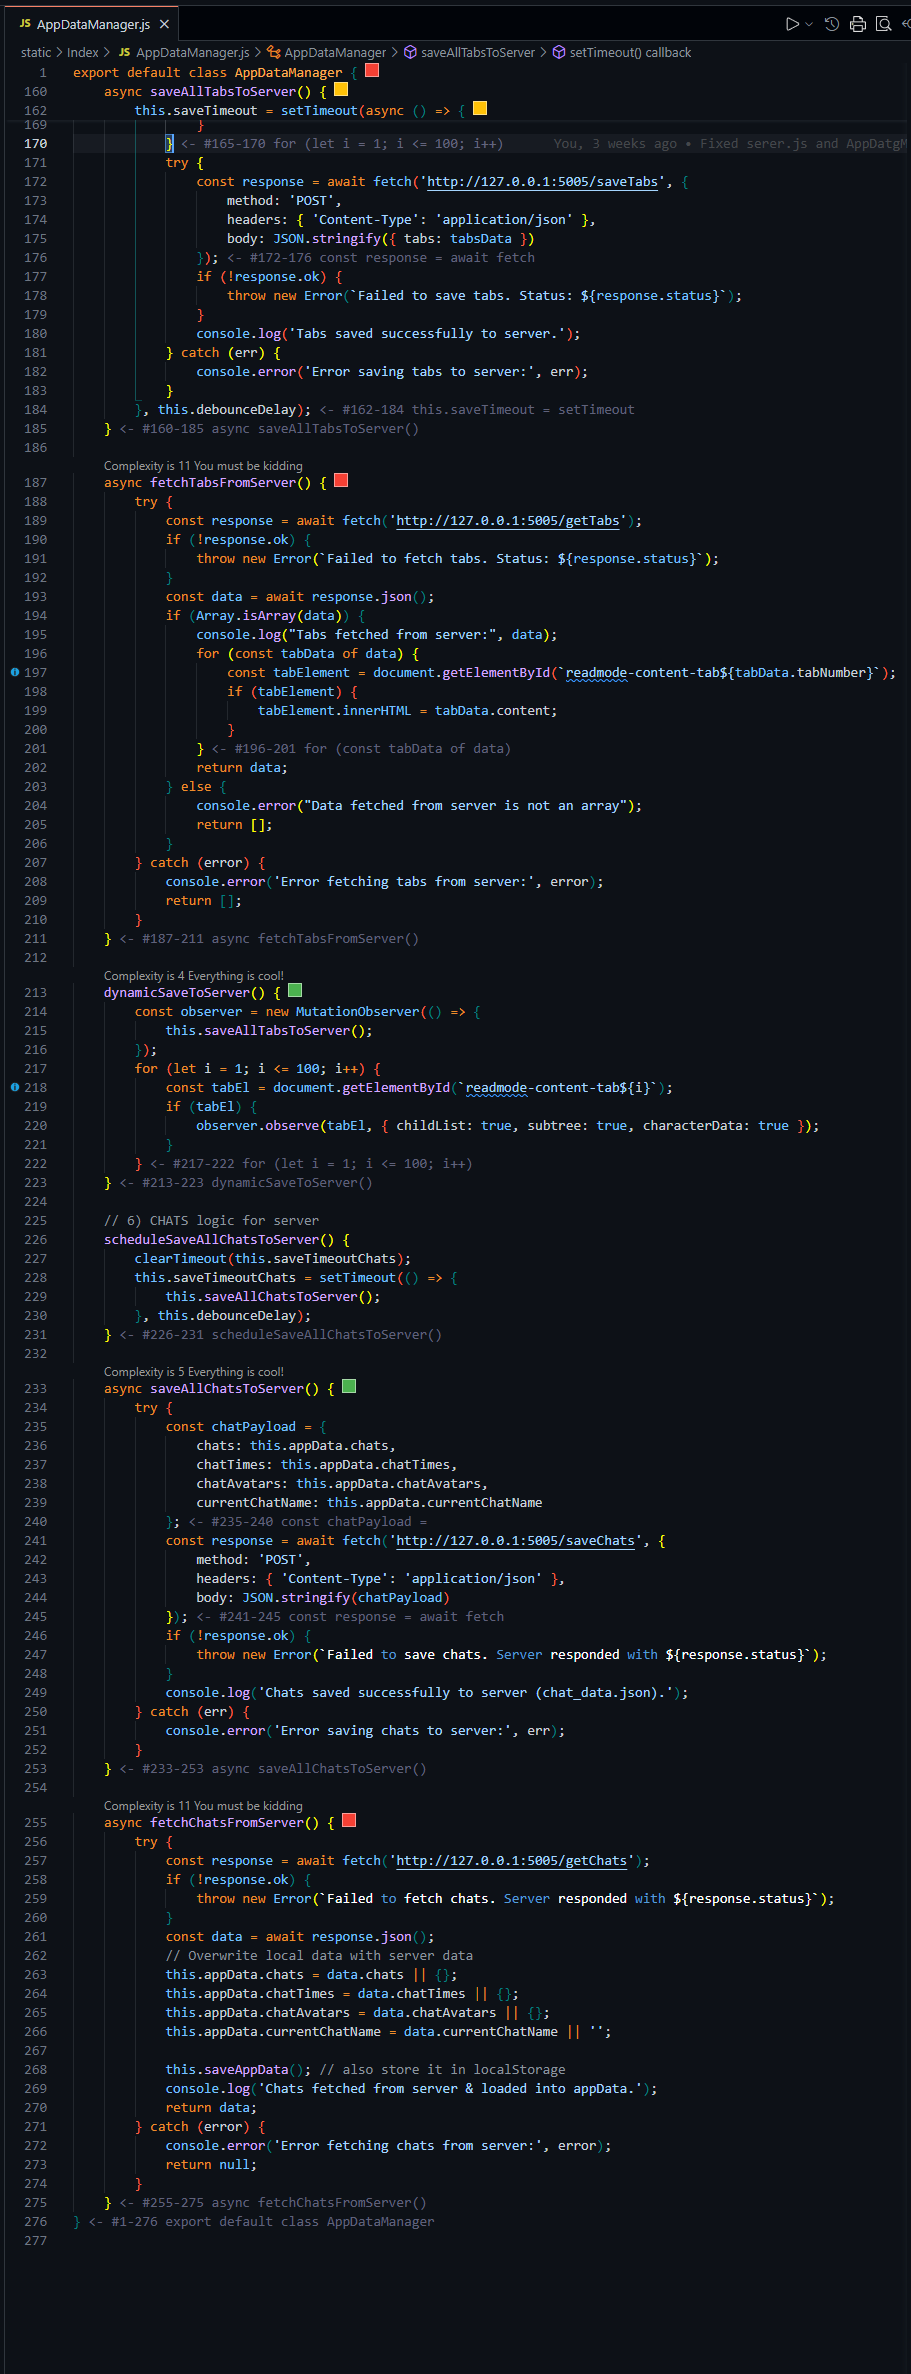 JS AppDataManager.js ×
static > Index > JS AppDataManager.js > AppDataManager > saveAllTabsToServer > setTimeout() callback
1 export default class AppDataManager {
160 async saveAllTabsToServer() {
162 this.saveTimeout = setTimeout(async () => {
169 }
170 } <- #165-170 for (let i = 1; i <= 100; i++) You, 3 weeks ago • Fixed serer.js and AppDatgM
171 try {
172 const response = await fetch('http://127.0.0.1:5005/saveTabs', {
173 method: 'POST',
174 headers: { 'Content-Type': 'application/json' },
175 body: JSON.stringify({ tabs: tabsData })
176 }); <- #172-176 const response = await fetch
177 if (!response.ok) {
178 throw new Error(`Failed to save tabs. Status: ${response.status}`);
179 }
180 console.log('Tabs saved successfully to server.');
181 } catch (err) {
182 console.error('Error saving tabs to server:', err);
183 }
184 }, this.debounceDelay); <- #162-184 this.saveTimeout = setTimeout
185 } <- #160-185 async saveAllTabsToServer()
186
Complexity is 11 You must be kidding
187 async fetchTabsFromServer() {
188 try {
189 const response = await fetch('http://127.0.0.1:5005/getTabs');
190 if (!response.ok) {
191 throw new Error(`Failed to fetch tabs. Status: ${response.status}`);
192 }
193 const data = await response.json();
194 if (Array.isArray(data)) {
195 console.log("Tabs fetched from server:", data);
196 for (const tabData of data) {
197 const tabElement = document.getElementById(`readmode-content-tab${tabData.tabNumber}`);
198 if (tabElement) {
199 tabElement.innerHTML = tabData.content;
200 }
201 } <- #196-201 for (const tabData of data)
202 return data;
203 } else {
204 console.error("Data fetched from server is not an array");
205 return [];
206 }
207 } catch (error) {
208 console.error('Error fetching tabs from server:', error);
209 return [];
210 }
211 } <- #187-211 async fetchTabsFromServer()
212
Complexity is 4 Everything is cool!
213 dynamicSaveToServer() {
214 const observer = new MutationObserver(() => {
215 this.saveAllTabsToServer();
216 });
217 for (let i = 1; i <= 100; i++) {
218 const tabEl = document.getElementById(`readmode-content-tab${i}`);
219 if (tabEl) {
220 observer.observe(tabEl, { childList: true, subtree: true, characterData: true });
221 }
222 } <- #217-222 for (let i = 1; i <= 100; i++)
223 } <- #213-223 dynamicSaveToServer()
224
225 // 6) CHATS logic for server
226 scheduleSaveAllChatsToServer() {
227 clearTimeout(this.saveTimeoutChats);
228 this.saveTimeoutChats = setTimeout(() => {
229 this.saveAllChatsToServer();
230 }, this.debounceDelay);
231 } <- #226-231 scheduleSaveAllChatsToServer()
232
Complexity is 5 Everything is cool!
233 async saveAllChatsToServer() {
234 try {
235 const chatPayload = {
236 chats: this.appData.chats,
237 chatTimes: this.appData.chatTimes,
238 chatAvatars: this.appData.chatAvatars,
239 currentChatName: this.appData.currentChatName
240 }; <- #235-240 const chatPayload =
241 const response = await fetch('http://127.0.0.1:5005/saveChats', {
242 method: 'POST',
243 headers: { 'Content-Type': 'application/json' },
244 body: JSON.stringify(chatPayload)
245 }); <- #241-245 const response = await fetch
246 if (!response.ok) {
247 throw new Error(`Failed to save chats. Server responded with ${response.status}`);
248 }
249 console.log('Chats saved successfully to server (chat_data.json).');
250 } catch (err) {
251 console.error('Error saving chats to server:', err);
252 }
253 } <- #233-253 async saveAllChatsToServer()
254
Complexity is 11 You must be kidding
255 async fetchChatsFromServer() {
256 try {
257 const response = await fetch('http://127.0.0.1:5005/getChats');
258 if (!response.ok) {
259 throw new Error(`Failed to fetch chats. Server responded with ${response.status}`);
260 }
261 const data = await response.json();
262 // Overwrite local data with server data
263 this.appData.chats = data.chats || {};
264 this.appData.chatTimes = data.chatTimes || {};
265 this.appData.chatAvatars = data.chatAvatars || {};
266 this.appData.currentChatName = data.currentChatName || '';
267
268 this.saveAppData(); // also store it in localStorage
269 console.log('Chats fetched from server & loaded into appData.');
270 return data;
271 } catch (error) {
272 console.error('Error fetching chats from server:', error);
273 return null;
274 }
275 } <- #255-275 async fetchChatsFromServer()
276 } <- #1-276 export default class AppDataManager
277